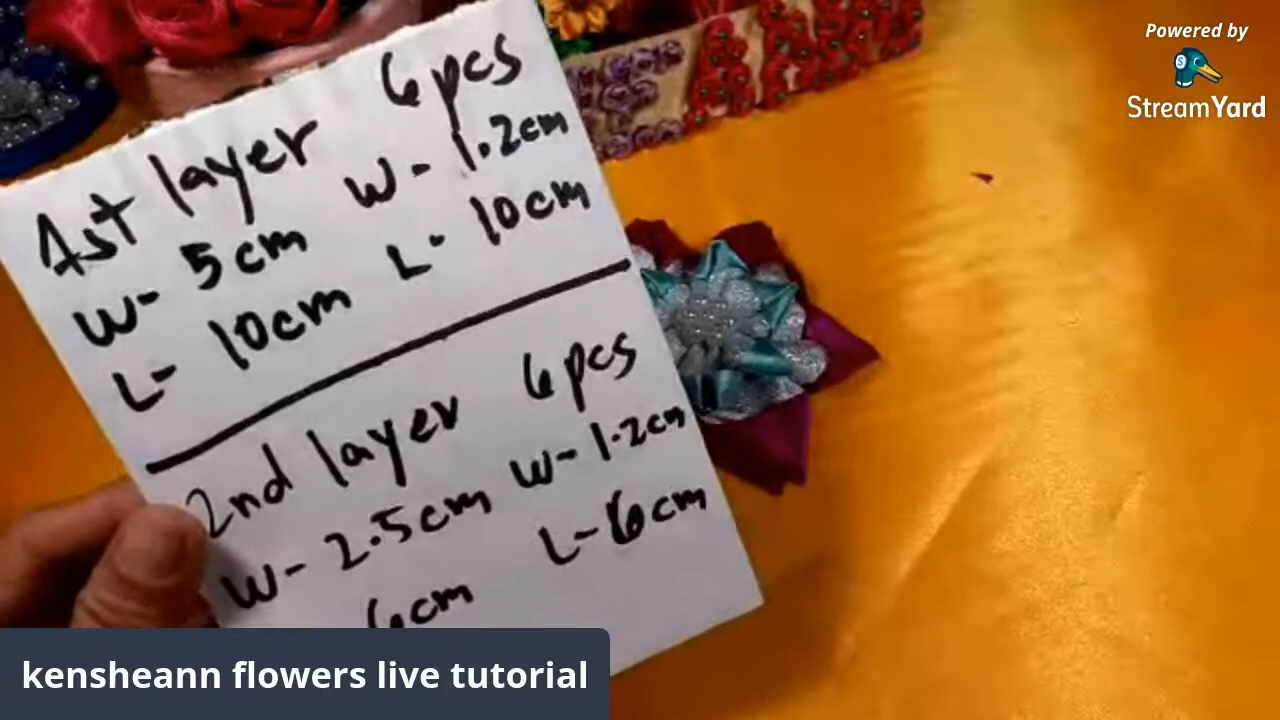 Powered by
StreamYard
1st layer 6pcs
W- 5cm W- 1.2cm
L- 10cm L- 10cm
2nd layer 6pcs
W- 2.5cm W- 1.2cm
6cm L- 6cm
kensheann flowers live tutorial